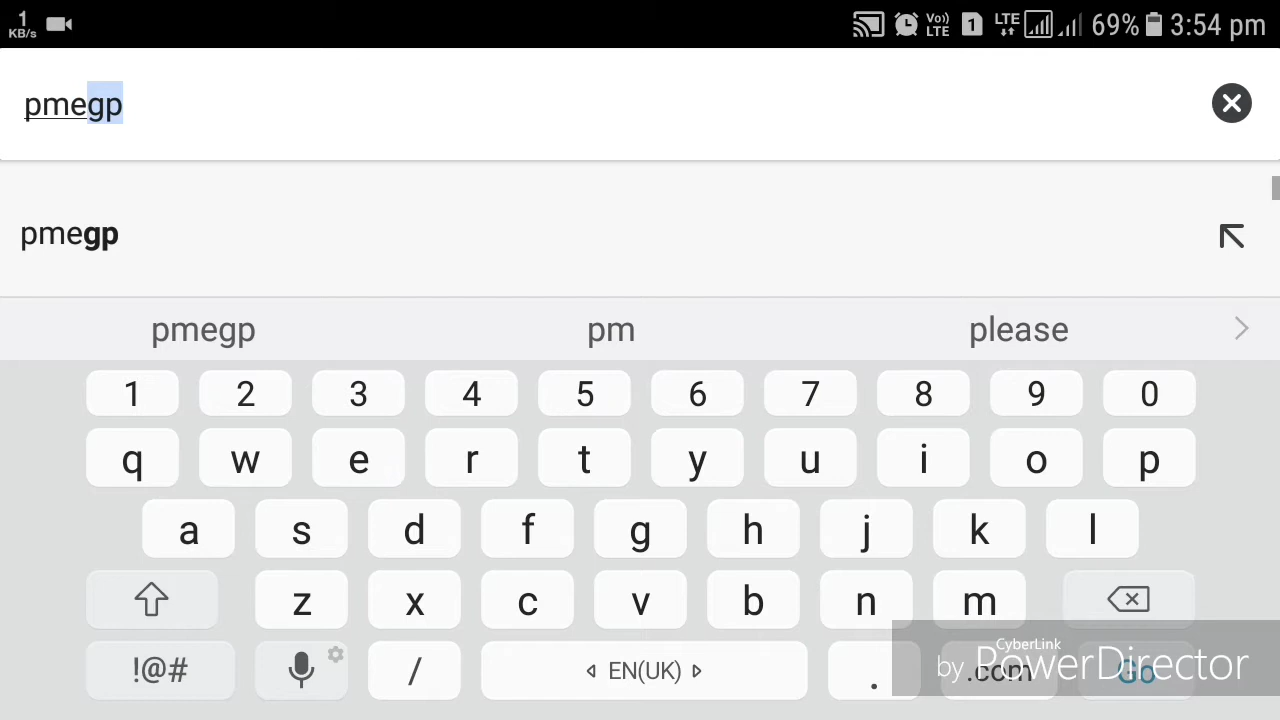 1 KB/s Vo) LTE 1 LTE 69% 3:54 pm
pmegp
pmegp
pmegp pm please
1 2 3 4 5 6 7 8 9 0
q w e r t y u i o p
a s d f g h j k l
z x c v b n m
!@# / EN(UK) . .com Go
by CyberLink PowerDirector